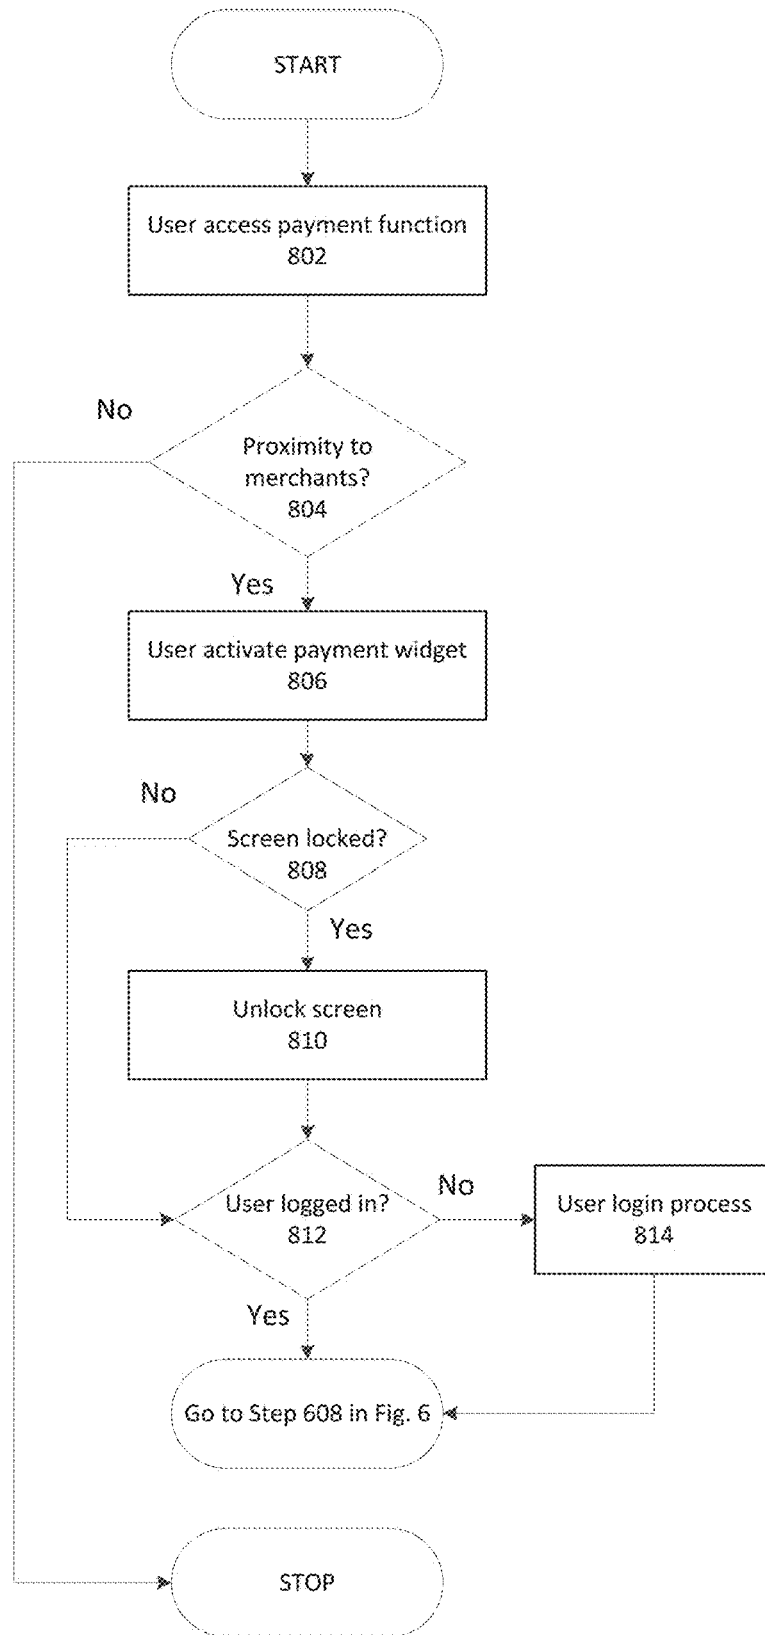 START
User access payment function
802
No
Proximity to
merchants?
804
Yes
User activate payment widget
806
No
Screen locked?
808
Yes
Unlock screen
810
User logged in?
812
No
User login process
814
Yes
Go to Step 608 in Fig. 6
STOP